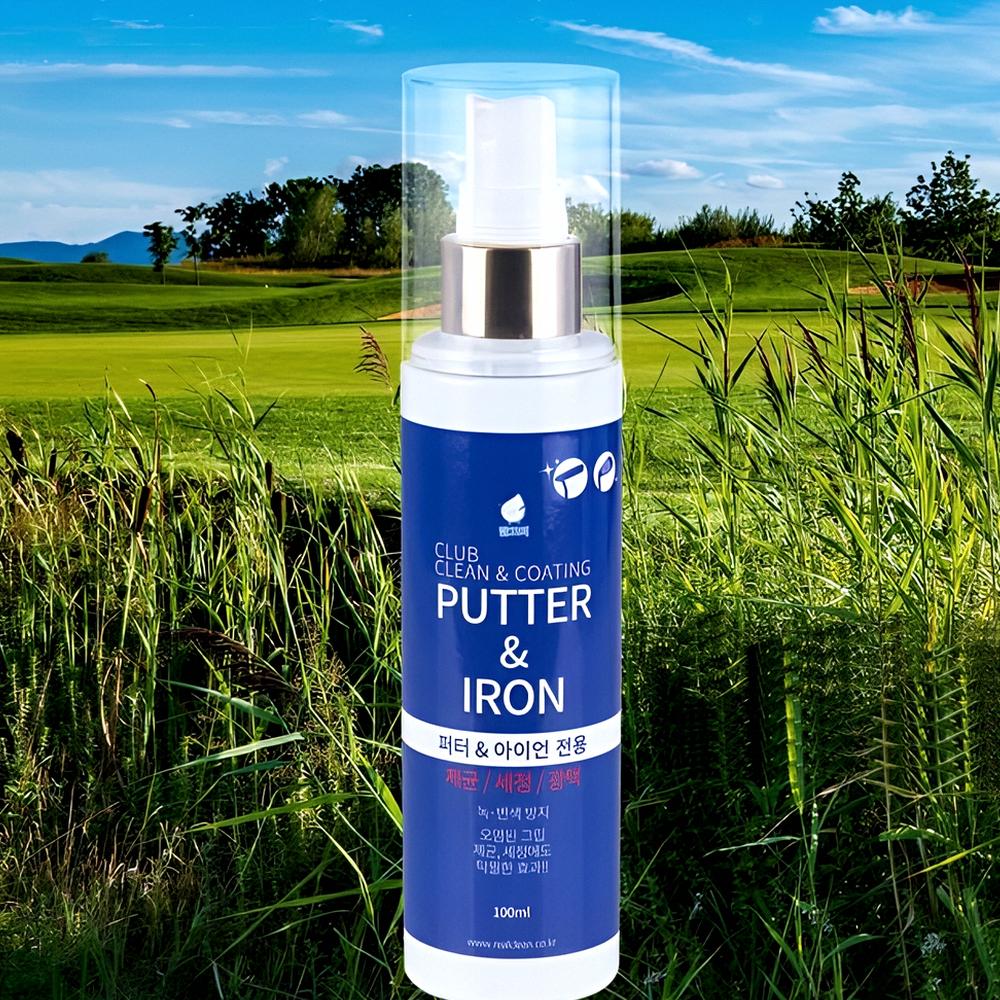 CLUB
CLEAN & COATING
PUTTER
&
IRON
퍼터 & 아이언 전용
제균 / 세정 / 광택
녹·변색 방지
오염된 그립
제균, 세정에도
탁월한 효과!!
100ml